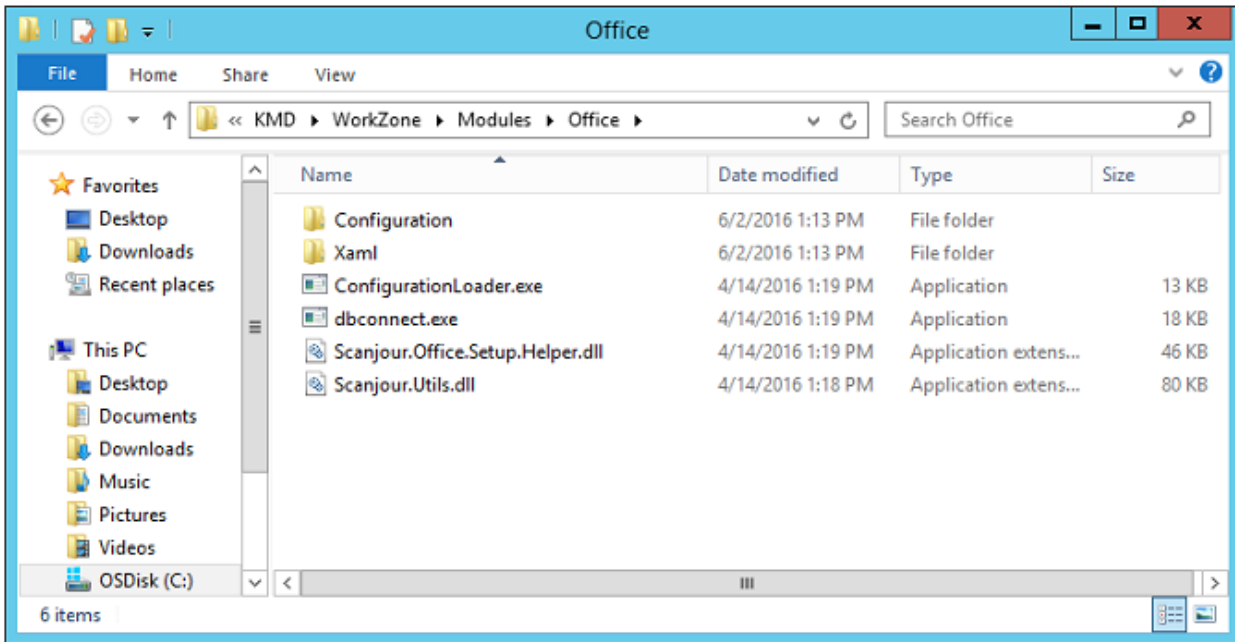 Office
File Home Share View
« KMD ▸ WorkZone ▸ Modules ▸ Office ▸ Search Office
Favorites
Desktop
Downloads
Recent places
This PC
Desktop
Documents
Downloads
Music
Pictures
Videos
OSDisk (C:)
Name Date modified Type Size
Configuration 6/2/2016 1:13 PM File folder
Xaml 6/2/2016 1:13 PM File folder
ConfigurationLoader.exe 4/14/2016 1:19 PM Application 13 KB
dbconnect.exe 4/14/2016 1:19 PM Application 18 KB
Scanjour.Office.Setup.Helper.dll 4/14/2016 1:19 PM Application extens... 46 KB
Scanjour.Utils.dll 4/14/2016 1:18 PM Application extens... 80 KB
6 items